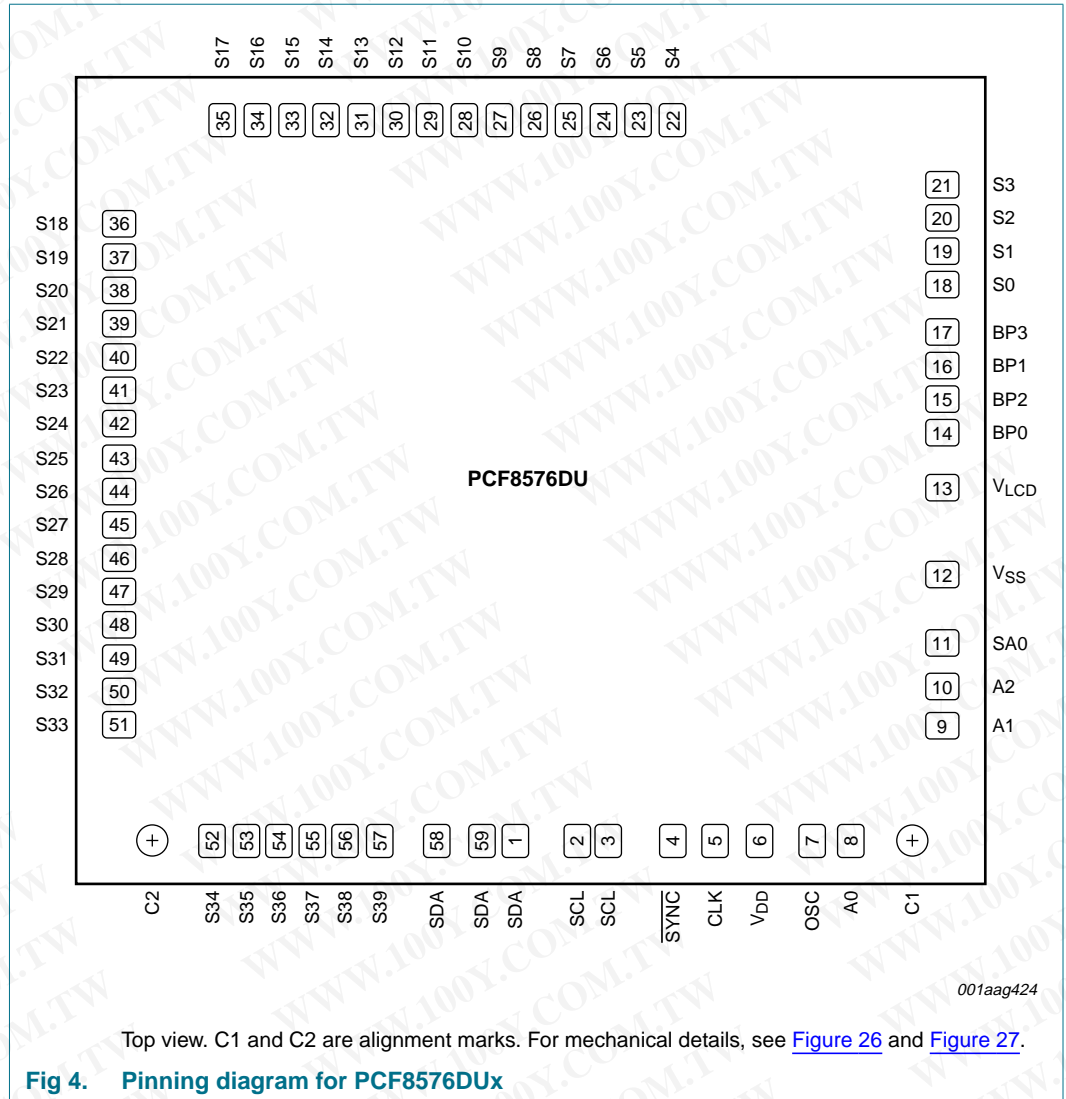 S17 S16 S15 S14 S13 S12 S11 S10 S9 S8 S7 S6 S5 S4
35 34 33 32 31 30 29 28 27 26 25 24 23 22
21 S3
S18 36 20 S2
S19 37 19 S1
S20 38 18 S0
S21 39 17 BP3
S22 40 16 BP1
S23 41 15 BP2
S24 42 14 BP0
S25 43
S26 44 PCF8576DU 13 VLCD
S27 45
S28 46
S29 47 12 VSS
S30 48
S31 49 11 SA0
S32 50 10 A2
S33 51 9 A1
52 53 54 55 56 57 58 59 1 2 3 4 5 6 7 8
C2 S34 S35 S36 S37 S38 S39 SDA SDA SDA SCL SCL SYNC CLK VDD OSC A0 C1
001aag424
Top view. C1 and C2 are alignment marks. For mechanical details, see Figure 26 and Figure 27.
Fig 4. Pinning diagram for PCF8576DUx
WWW.100Y.COM.TW